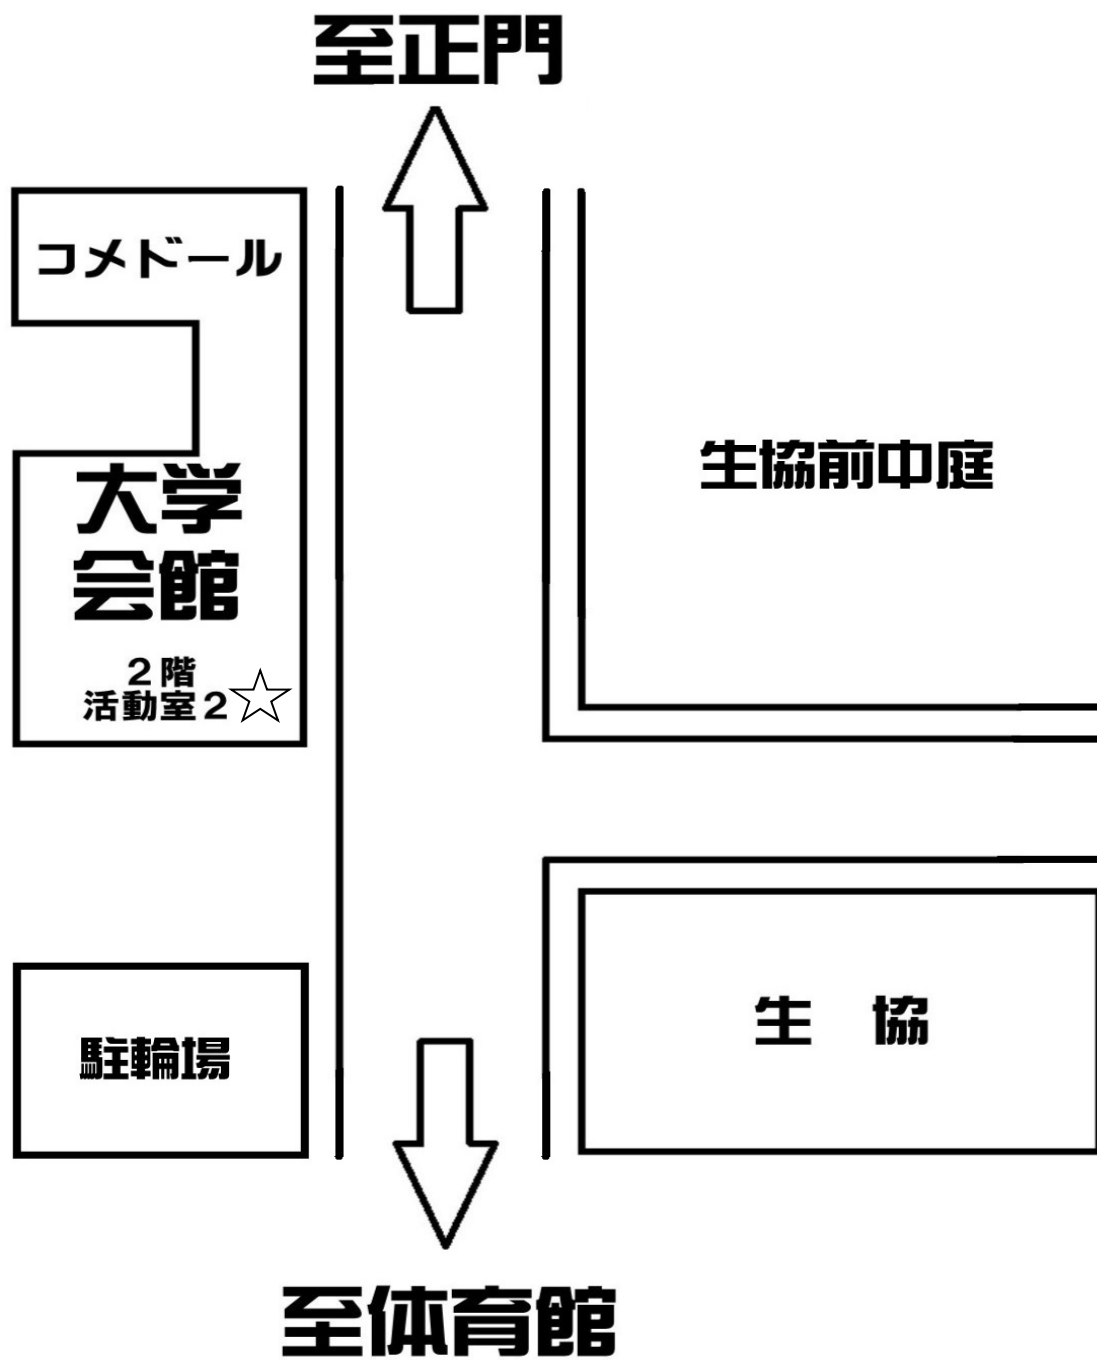 至正門
コメドール
生協前中庭
大学
会館
２階
活動室２☆
生　協
駐輪場
至体育館